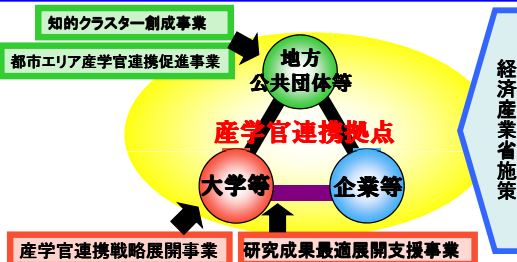 知的クラスター創成事業
都市エリア産学官連携促進事業
地方
公共団体等
産学官連携拠点
大学等
企業等
経済産業省施策
産学官連携戦略展開事業
研究成果最適展開支援事業